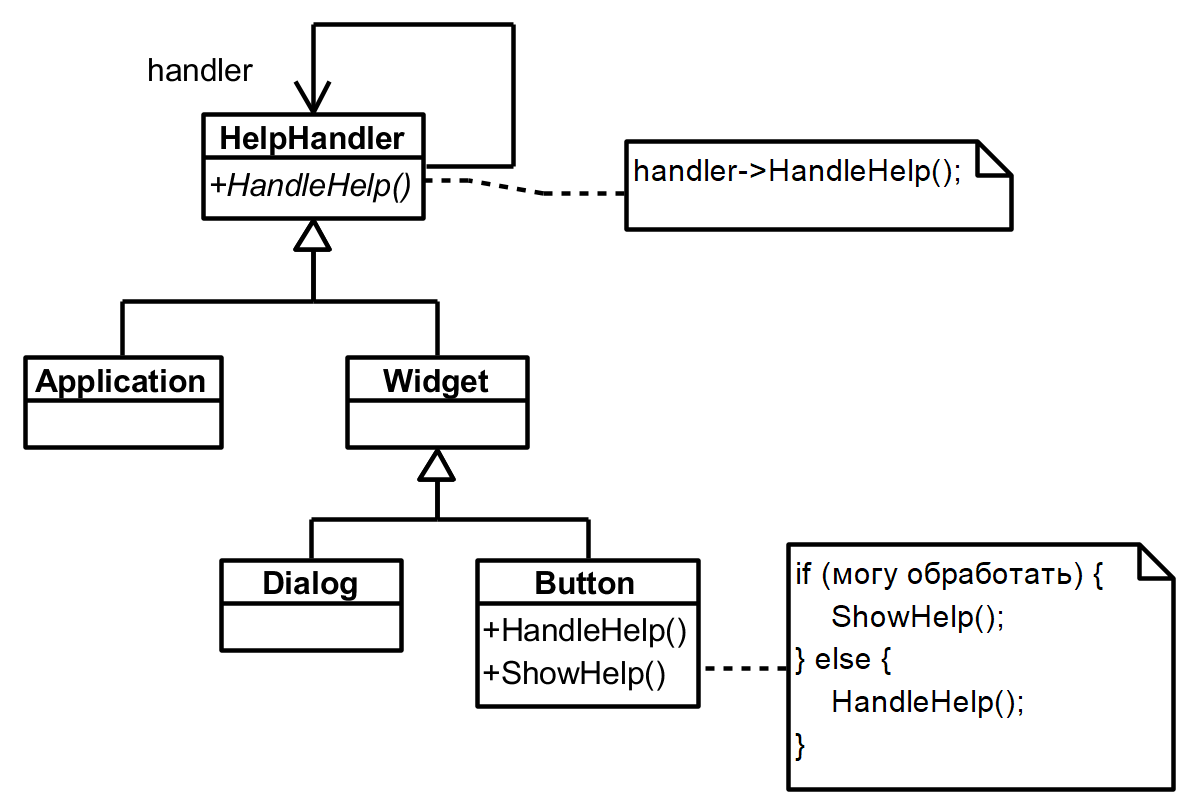 handler
HelpHandler
+HandleHelp()
handler->HandleHelp();
Application
Widget
Dialog
Button
+HandleHelp()
+ShowHelp()
if (могу обработать) {
ShowHelp();
} else {
HandleHelp();
}